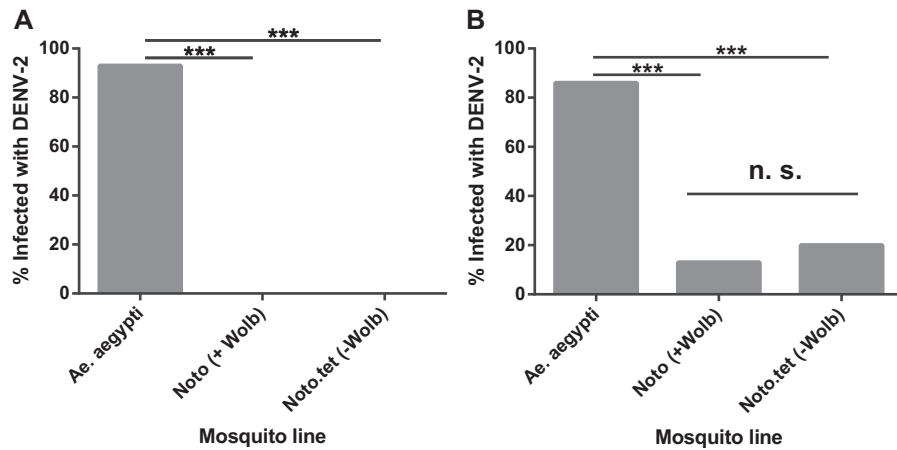 A
% Infected with DENV-2
100
80
60
40
20
0
***
***
Ae. aegypti
Noto (+ Wolb)
Noto.tet (-Wolb)
Mosquito line
B
% Infected with DENV-2
100
80
60
40
20
0
***
***
n. s.
Ae. aegypti
Noto (+Wolb)
Noto.tet (-Wolb)
Mosquito line